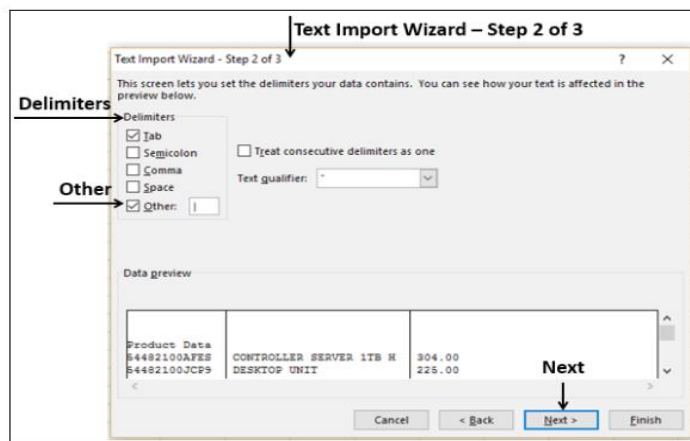 Text Import Wizard – Step 2 of 3
Text Import Wizard - Step 2 of 3 ? ×
This screen lets you set the delimiters your data contains. You can see how your text is affected in the
preview below.
Delimiters
Delimiters
Tab
Semicolon
Treat consecutive delimiters as one
Comma
Text qualifier: "
Space
Other
Other: |
Data preview
Product Data
54482100AFES CONTROLLER SERVER 1TB H 304.00
54482100JCP9 DESKTOP UNIT 225.00
Next
Cancel < Back Next > Finish